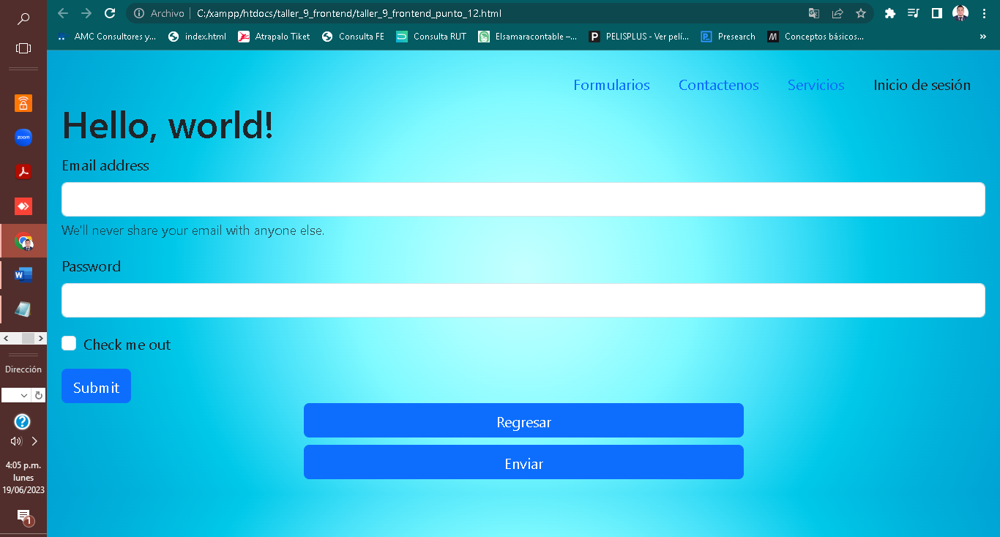 Archivo C:/xampp/htdocs/taller_9_frontend/taller_9_frontend_punto_12.html
AMC Consultores y... index.html Atrapalo Tiket Consulta FE Consulta RUT Elsamaracontable –... PELISPLUS - Ver pelí... Presearch Conceptos básicos... »
Formularios Contactenos Servicios Inicio de sesión
Hello, world!
Email address
We'll never share your email with anyone else.
Password
Check me out
Submit
Regresar
Enviar
zoom
W
Dirección
4:05 p.m.
lunes
19/06/2023
1